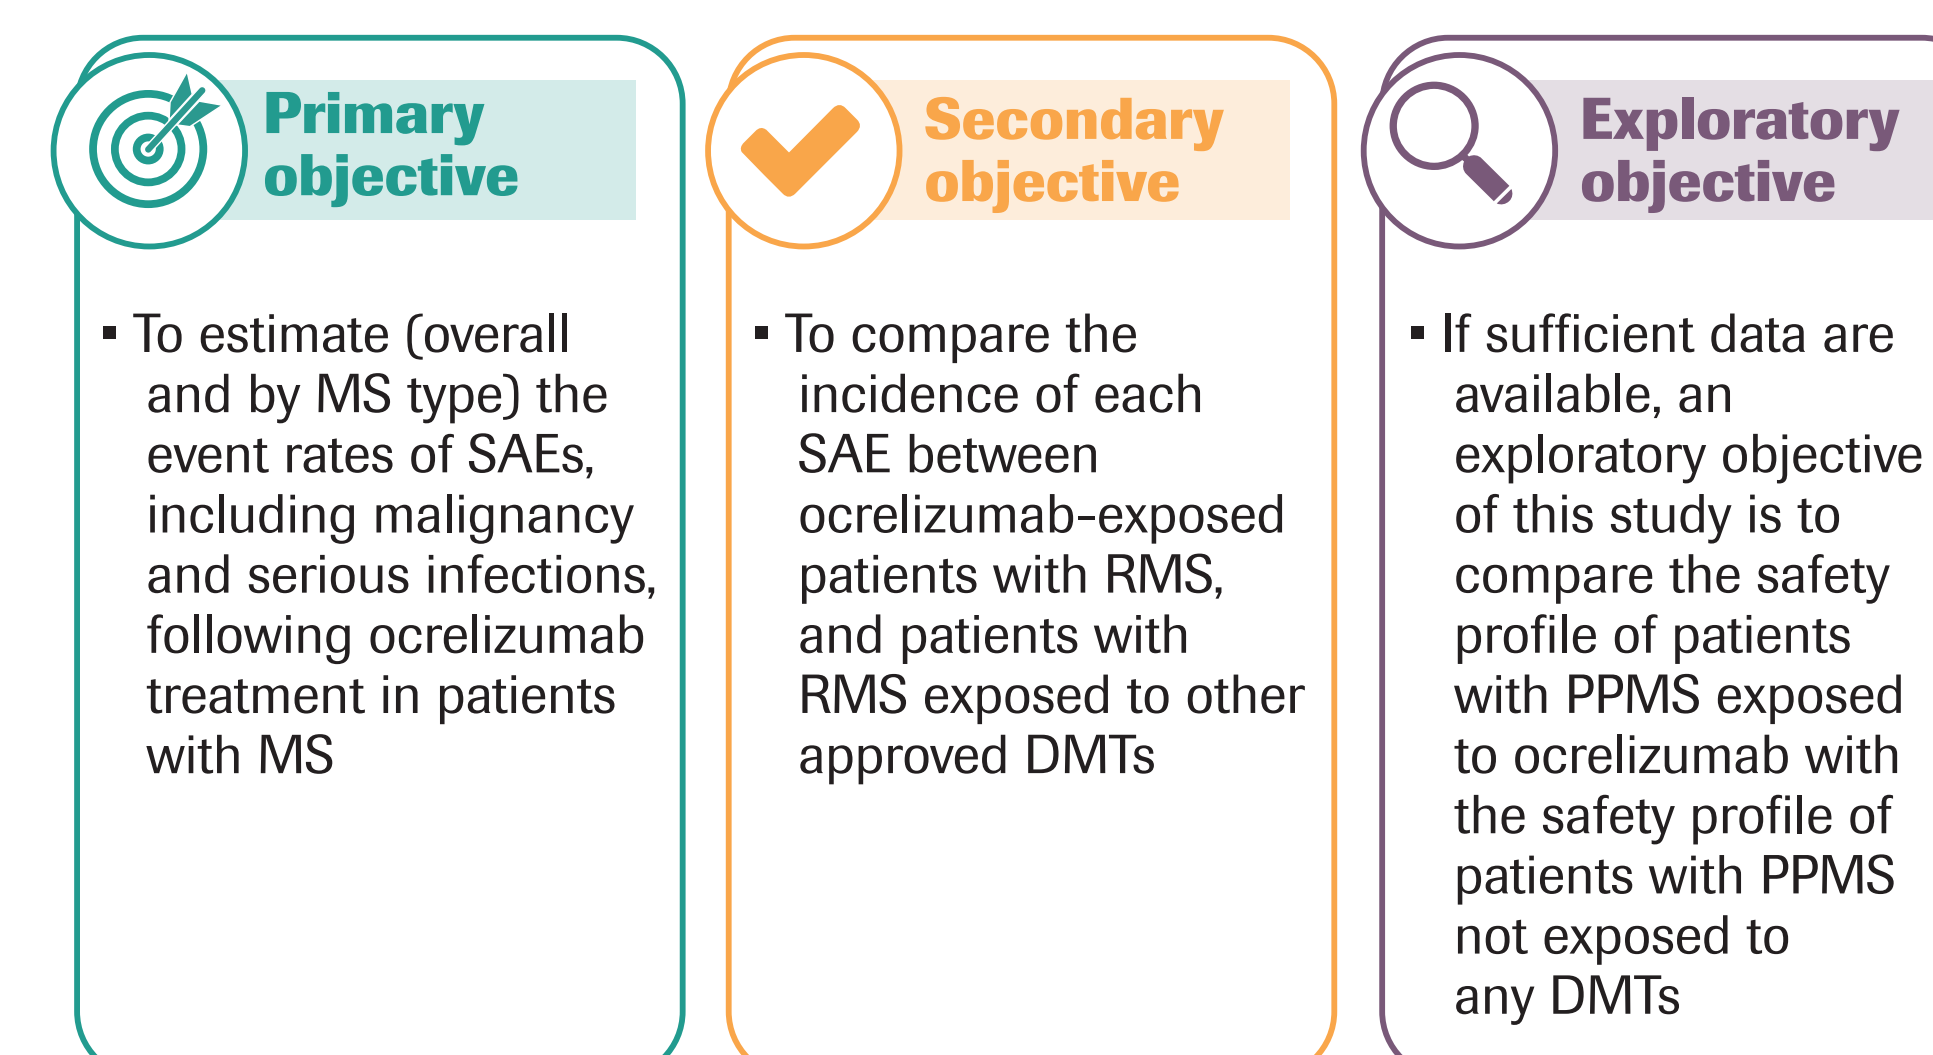 Primary
objective
▪ To estimate (overall
and by MS type) the
event rates of SAEs,
including malignancy
and serious infections,
following ocrelizumab
treatment in patients
with MS
Secondary
objective
▪ To compare the
incidence of each
SAE between
ocrelizumab-exposed
patients with RMS,
and patients with
RMS exposed to other
approved DMTs
Exploratory
objective
▪ If sufficient data are
available, an
exploratory objective
of this study is to
compare the safety
profile of patients
with PPMS exposed
to ocrelizumab with
the safety profile of
patients with PPMS
not exposed to
any DMTs